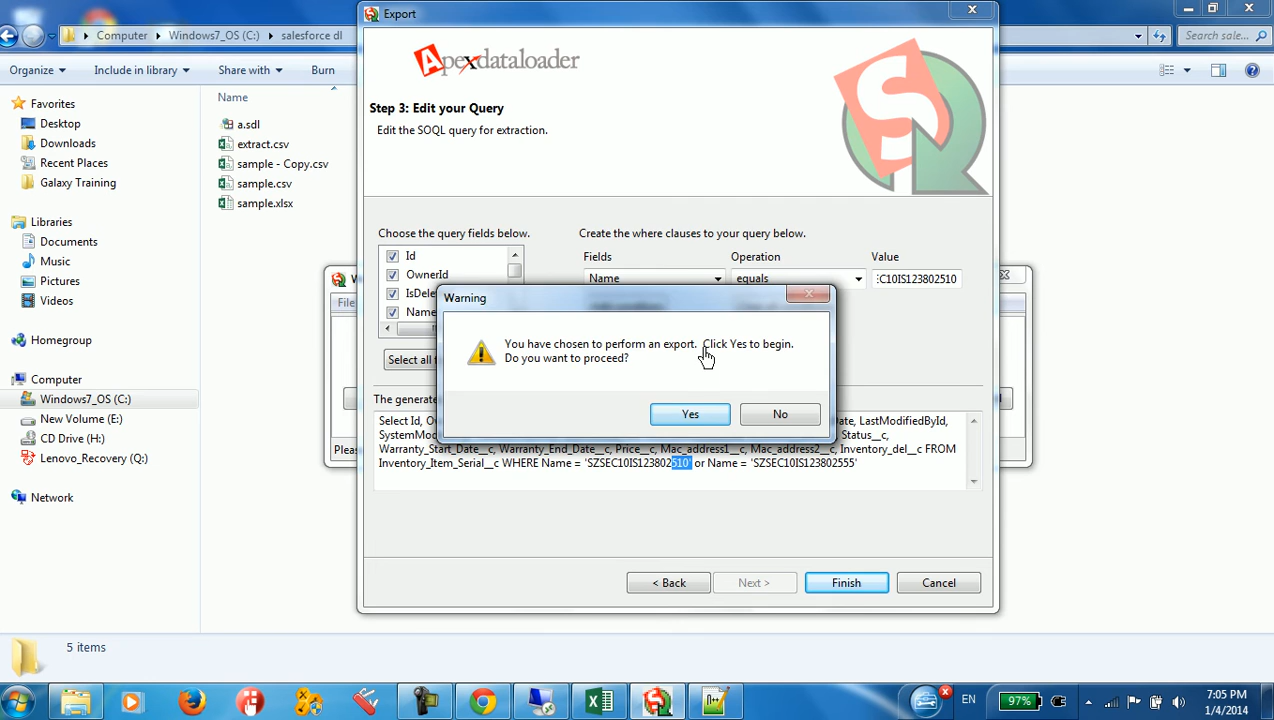 Export
Computer
Windows7_OS (C:)
salesforce dl
Search sale...
Organize
Include in library
Share with
Burn
Favorites
Desktop
Downloads
Recent Places
Galaxy Training
Libraries
Documents
Music
Pictures
Videos
Homegroup
Computer
Windows7_OS (C:)
New Volume (E:)
CD Drive (H:)
Lenovo_Recovery (Q:)
Network
Name
a.sdl
extract.csv
sample - Copy.csv
sample.csv
sample.xlsx
File
Apexdataloader
Step 3: Edit your Query
Edit the SOQL query for extraction.
Choose the query fields below.
Create the where clauses to your query below.
Fields
Operation
Value
Id
OwnerId
IsDele
Name
Name
equals
C10IS123802510
Select all f
Warning
You have chosen to perform an export. Click Yes to begin.
Do you want to proceed?
Yes
No
The generate
Select Id, Ow
Date, LastModifiedById,
SystemMod
Status__c,
Warranty_Start_Date__c, Warranty_End_Date__c, Price__c, Mac_address1__c, Mac_address2__c, Inventory_del__c FROM
Inventory_Item_Serial__c WHERE Name = 'SZSEC10IS123802510' or Name = 'SZSEC10IS123802555'
Pleas
< Back
Next >
Finish
Cancel
5 items
EN
97%
7:05 PM
1/4/2014